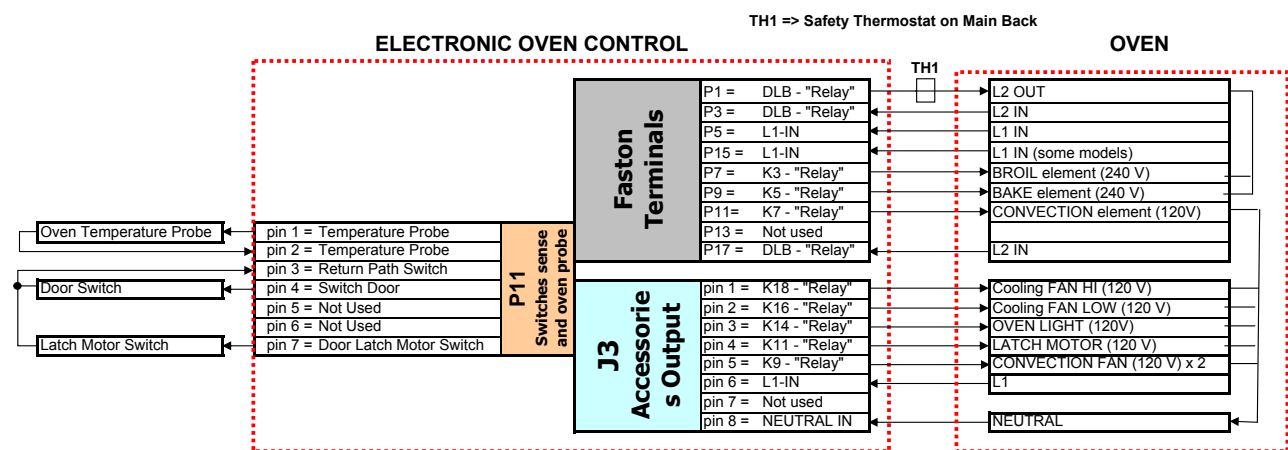 TH1 => Safety Thermostat on Main Back
ELECTRONIC OVEN CONTROL
OVEN
TH1
Faston
Terminals
P1 = DLB - "Relay"
P3 = DLB - "Relay"
P5 = L1-IN
P15 = L1-IN
P7 = K3 - "Relay"
P9 = K5 - "Relay"
P11= K7 - "Relay"
P13 = Not used
P17 = DLB - "Relay"
L2 OUT
L2 IN
L1 IN
L1 IN (some models)
BROIL element (240 V)
BAKE element (240 V)
CONVECTION element (120V)
L2 IN
Oven Temperature Probe
Door Switch
Latch Motor Switch
pin 1 = Temperature Probe
pin 2 = Temperature Probe
pin 3 = Return Path Switch
pin 4 = Switch Door
pin 5 = Not Used
pin 6 = Not Used
pin 7 = Door Latch Motor Switch
P11
Switches sense
and oven probe
J3
Accessorie
s Output
pin 1 = K18 - "Relay"
pin 2 = K16 - "Relay"
pin 3 = K14 - "Relay"
pin 4 = K11 - "Relay"
pin 5 = K9 - "Relay"
pin 6 = L1-IN
pin 7 = Not used
pin 8 = NEUTRAL IN
Cooling FAN HI (120 V)
Cooling FAN LOW (120 V)
OVEN LIGHT (120V)
LATCH MOTOR (120 V)
CONVECTION FAN (120 V) x 2
L1
NEUTRAL